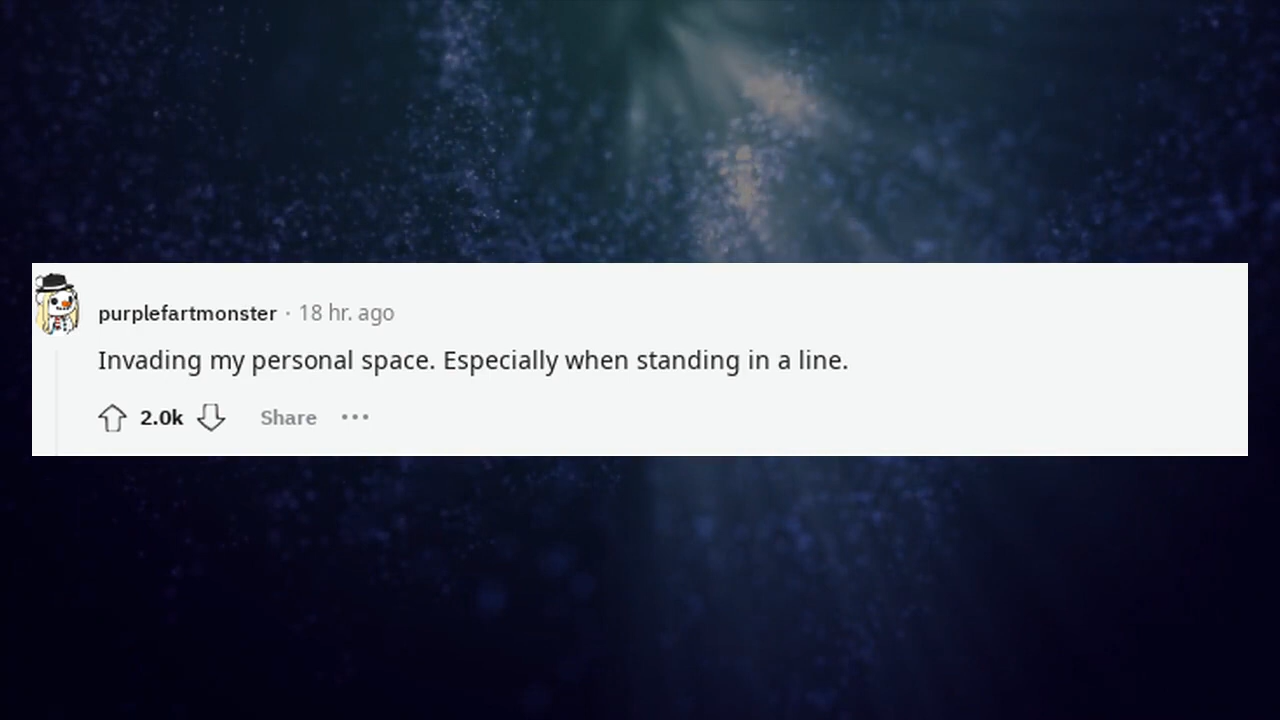 purplefartmonster · 18 hr. ago
Invading my personal space. Especially when standing in a line.
2.0k Share •••